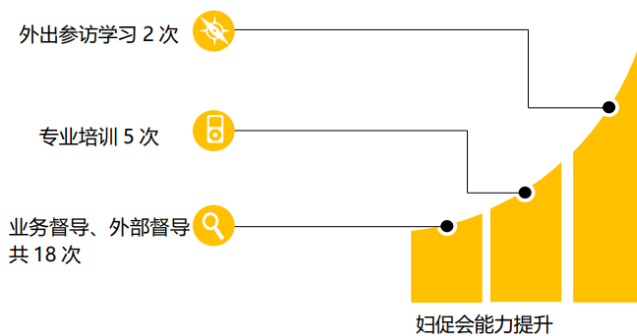 外出参访学习 2 次
专业培训 5 次
业务督导、外部督导
共 18 次
妇促会能力提升